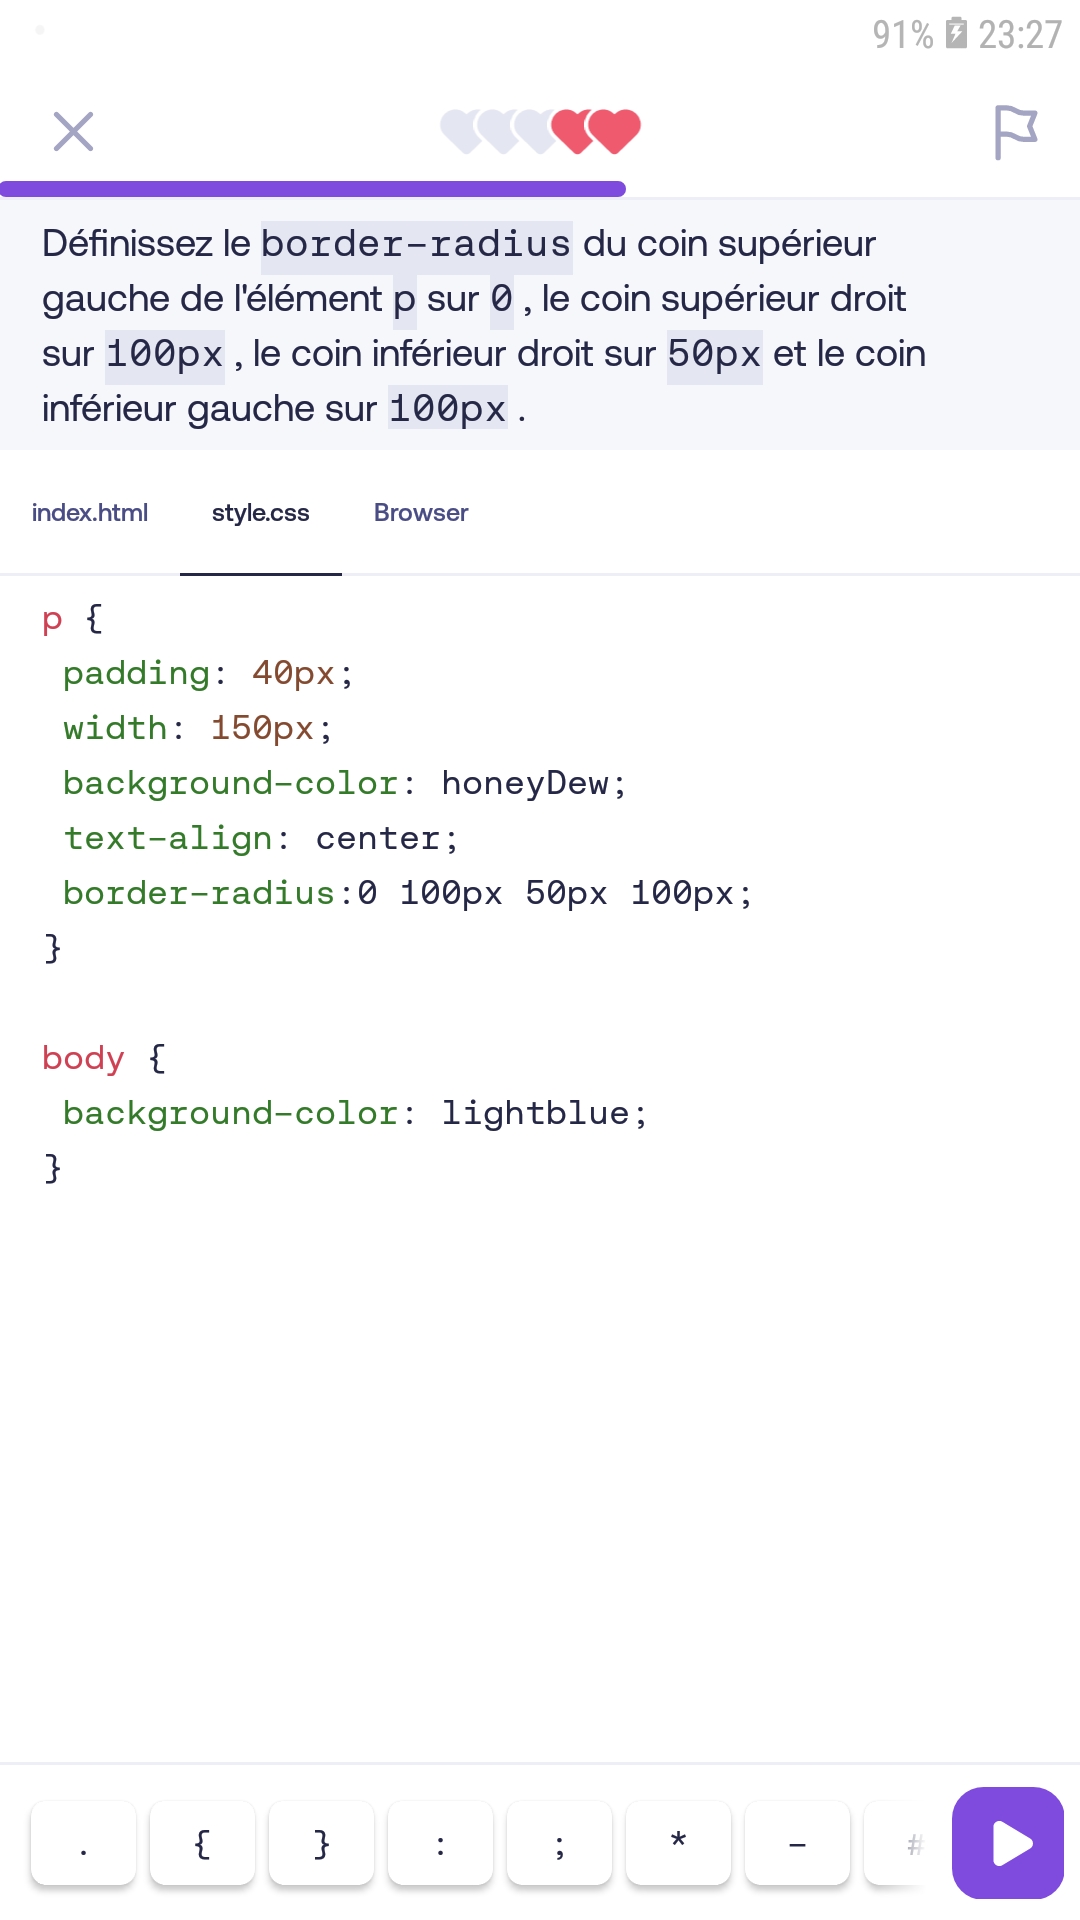 91% 23:27
Définissez le border-radius du coin supérieur
gauche de l'élément p sur 0 , le coin supérieur droit
sur 100px , le coin inférieur droit sur 50px et le coin
inférieur gauche sur 100px .
index.html style.css Browser
p {
padding: 40px;
width: 150px;
background-color: honeyDew;
text-align: center;
border-radius:0 100px 50px 100px;
}
body {
background-color: lightblue;
}
. { } : ; * - #